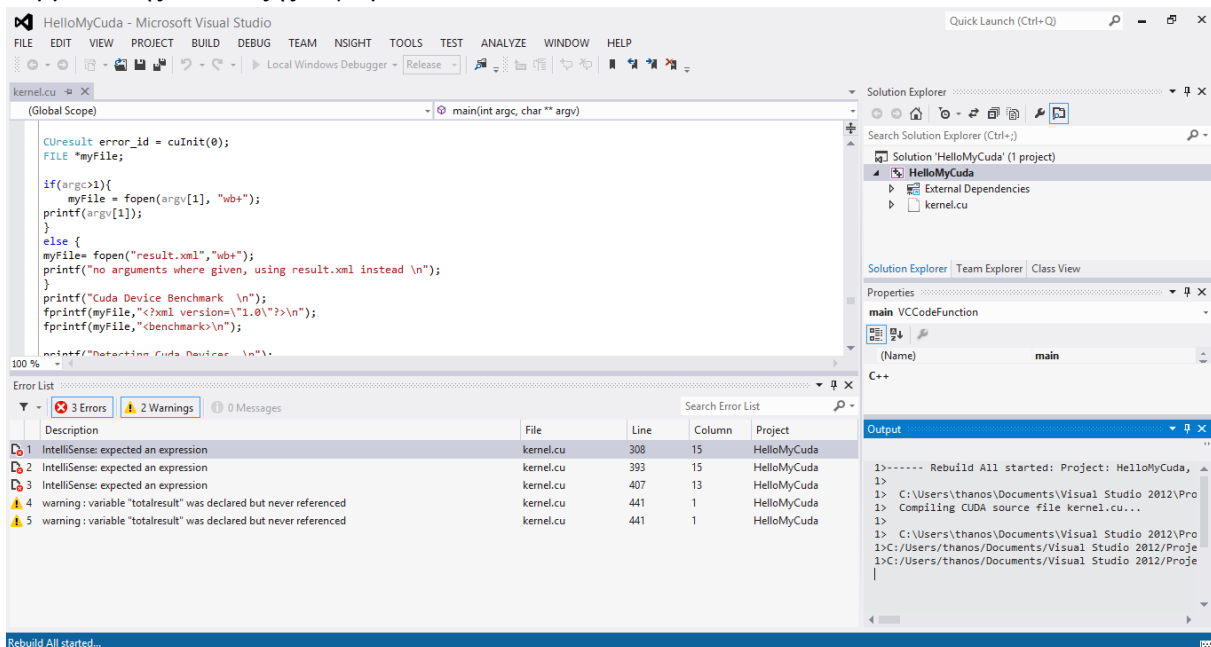 HelloMyCuda - Microsoft Visual Studio
Quick Launch (Ctrl+Q)
FILE EDIT VIEW PROJECT BUILD DEBUG TEAM NSIGHT TOOLS TEST ANALYZE WINDOW HELP
Local Windows Debugger Release
kernel.cu
(Global Scope) main(int argc, char ** argv)
CUresult error_id = cuInit(0);
FILE *myFile;
if(argc>1){
myFile = fopen(argv[1], "wb+");
printf(argv[1]);
}
else {
myFile= fopen("result.xml","wb+");
printf("no arguments where given, using result.xml instead \n");
}
printf("Cuda Device Benchmark \n");
fprintf(myFile,"<?xml version=\"1.0\"?>\n");
fprintf(myFile,"<benchmark>\n");
printf("Detecting Cuda Devices \n");
100 %
Error List
3 Errors 2 Warnings 0 Messages
Search Error List
Description File Line Column Project
1 IntelliSense: expected an expression kernel.cu 308 15 HelloMyCuda
2 IntelliSense: expected an expression kernel.cu 393 15 HelloMyCuda
3 IntelliSense: expected an expression kernel.cu 407 13 HelloMyCuda
4 warning : variable "totalresult" was declared but never referenced kernel.cu 441 1 HelloMyCuda
5 warning : variable "totalresult" was declared but never referenced kernel.cu 441 1 HelloMyCuda
Solution Explorer
Search Solution Explorer (Ctrl+;)
Solution 'HelloMyCuda' (1 project)
HelloMyCuda
External Dependencies
kernel.cu
Solution Explorer Team Explorer Class View
Properties
main VCCodeFunction
(Name) main
C++
Output
1>------ Rebuild All started: Project: HelloMyCuda,
1>
1> C:\Users\thanos\Documents\Visual Studio 2012\Pro
1> Compiling CUDA source file kernel.cu...
1>
1> C:\Users\thanos\Documents\Visual Studio 2012\Pro
1>C:/Users/thanos/Documents/Visual Studio 2012/Proje
1>C:/Users/thanos/Documents/Visual Studio 2012/Proje
Rebuild All started...